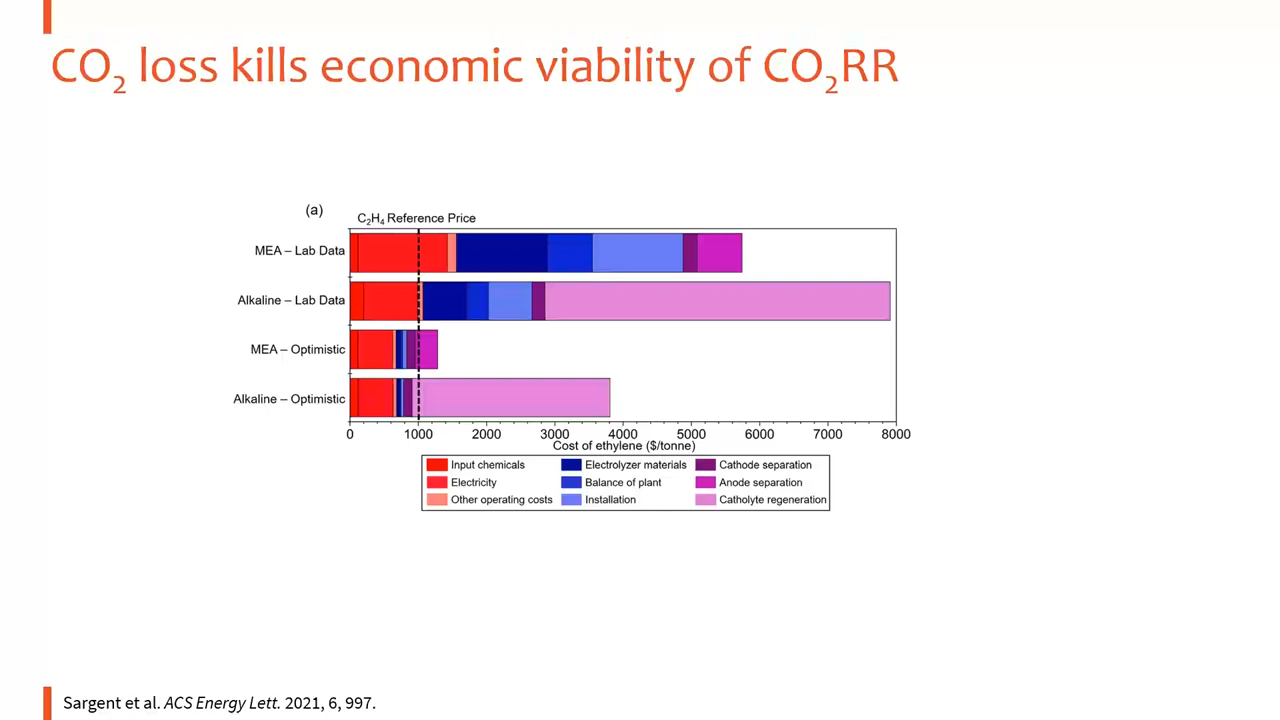 CO₂ loss kills economic viability of CO₂RR
(a)
C₂H₄ Reference Price
MEA – Lab Data
Alkaline – Lab Data
MEA – Optimistic
Alkaline – Optimistic
0 1000 2000 3000 4000 5000 6000 7000 8000
Cost of ethylene ($/tonne)
Input chemicals Electrolyzer materials Cathode separation
Electricity Balance of plant Anode separation
Other operating costs Installation Catholyte regeneration
Sargent et al. ACS Energy Lett. 2021, 6, 997.